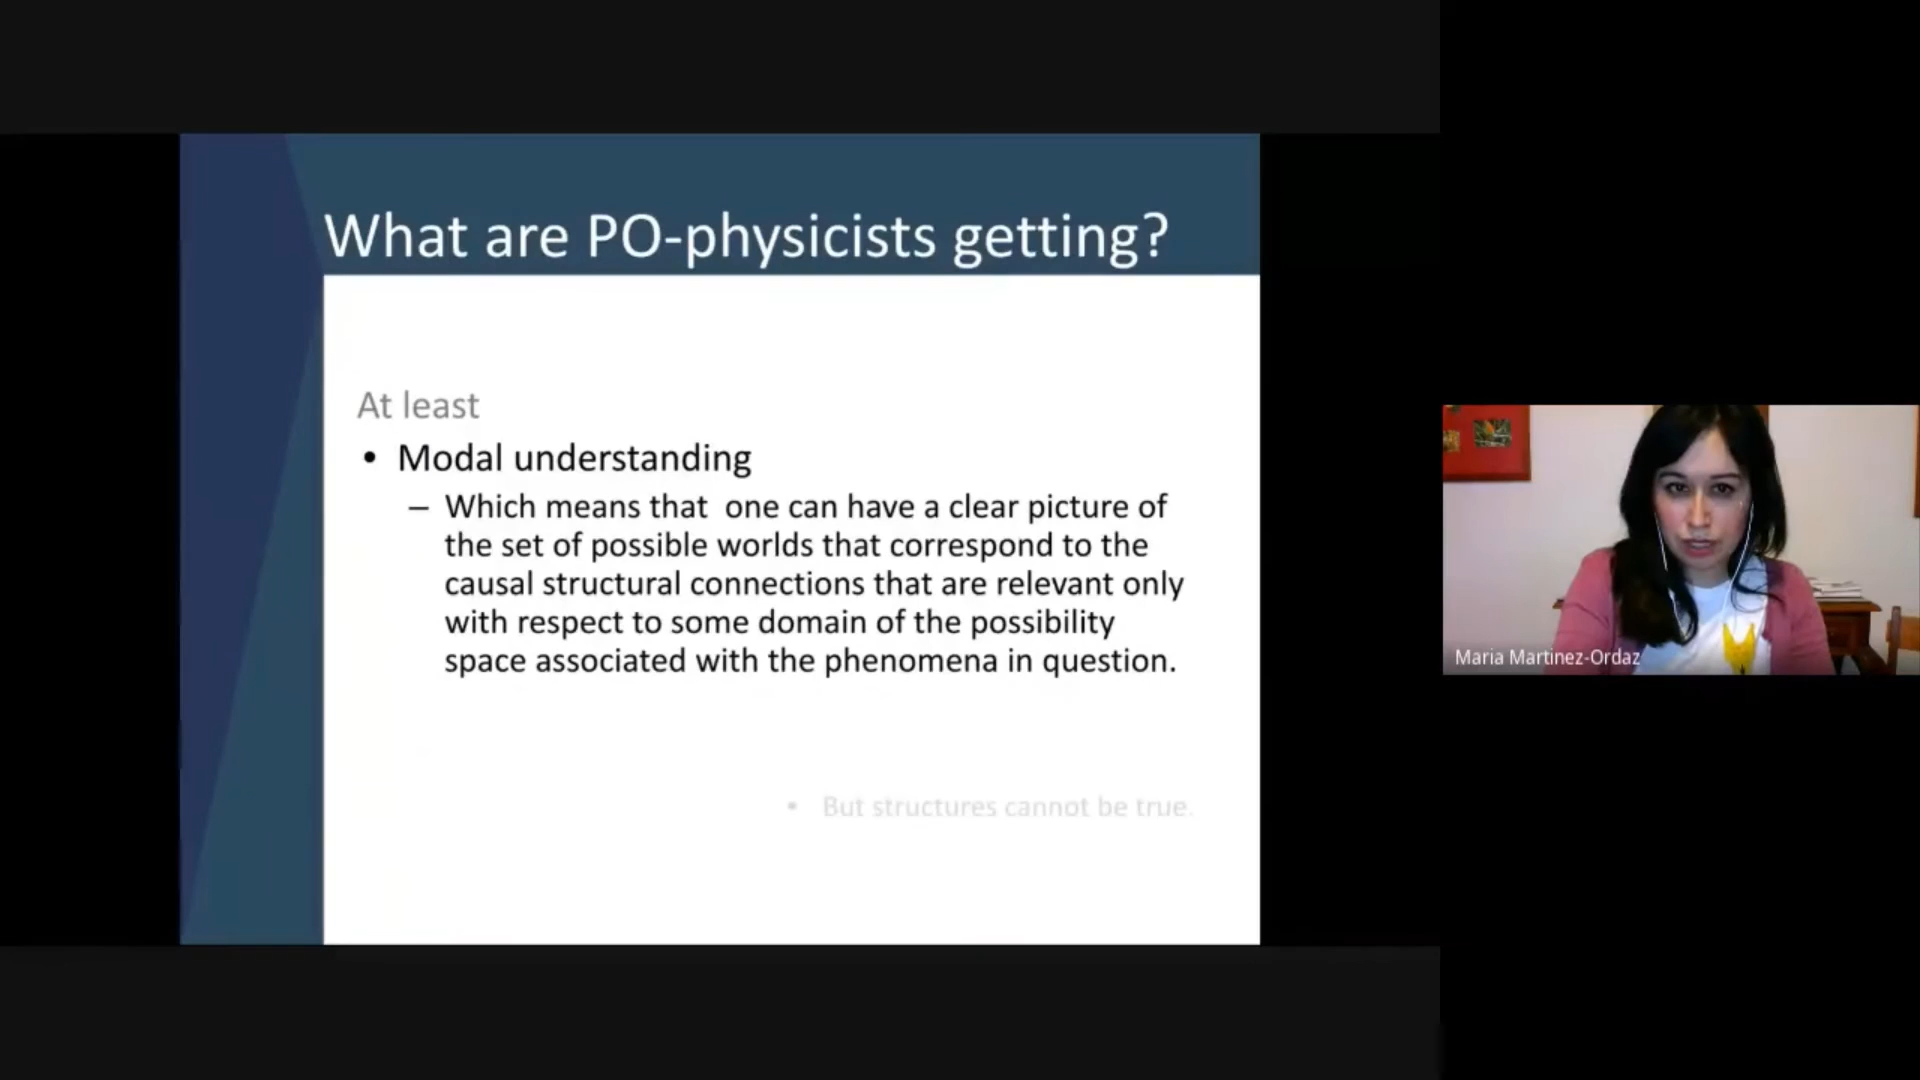 What are PO-physicists getting?
At least
• Modal understanding
– Which means that one can have a clear picture of
the set of possible worlds that correspond to the
causal structural connections that are relevant only
with respect to some domain of the possibility
space associated with the phenomena in question.
• But structures cannot be true.
Maria Martinez-Ordaz